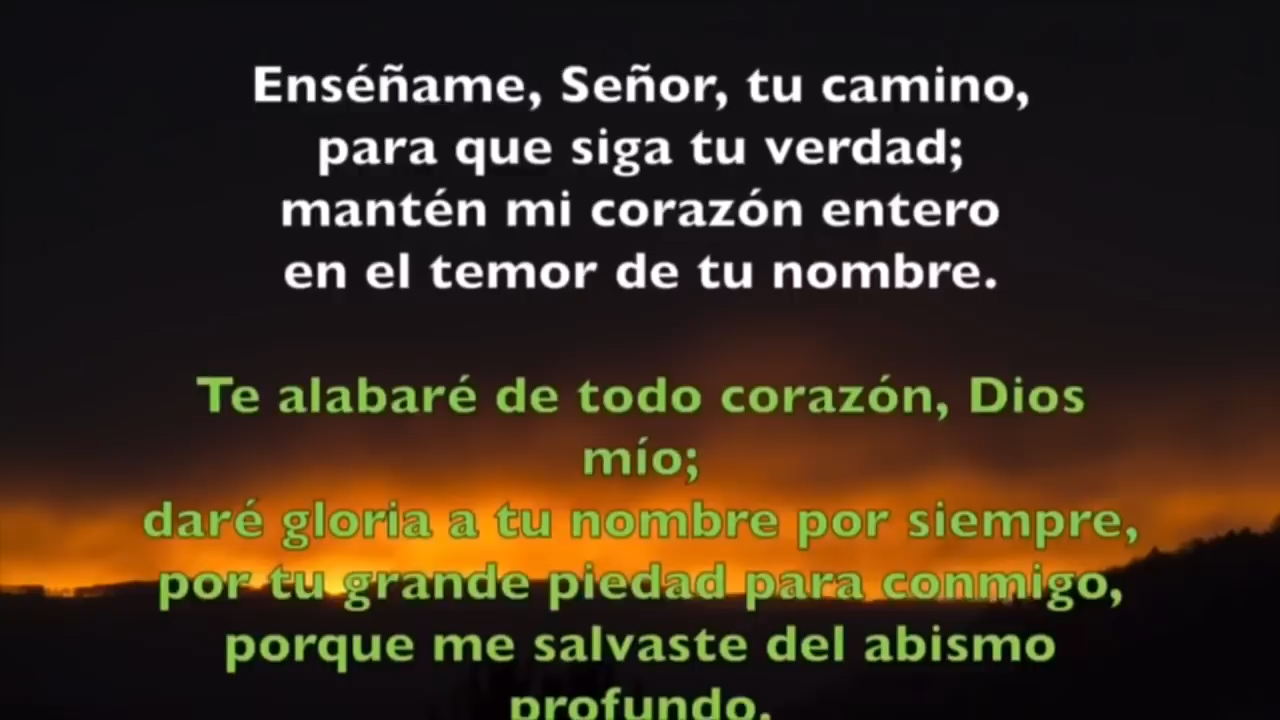 Enséñame, Señor, tu camino,
para que siga tu verdad;
mantén mi corazón entero
en el temor de tu nombre.
Te alabaré de todo corazón, Dios
mío;
daré gloria a tu nombre por siempre,
por tu grande piedad para conmigo,
porque me salvaste del abismo
profundo.